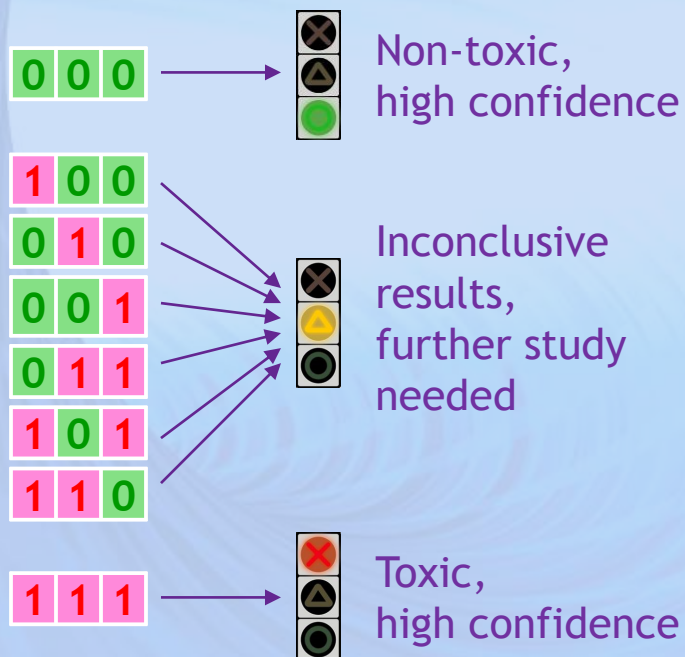 0 0 0
Non-toxic,
high confidence
1 0 0
0 1 0
0 0 1
0 1 1
1 0 1
1 1 0
Inconclusive
results,
further study
needed
1 1 1
Toxic,
high confidence